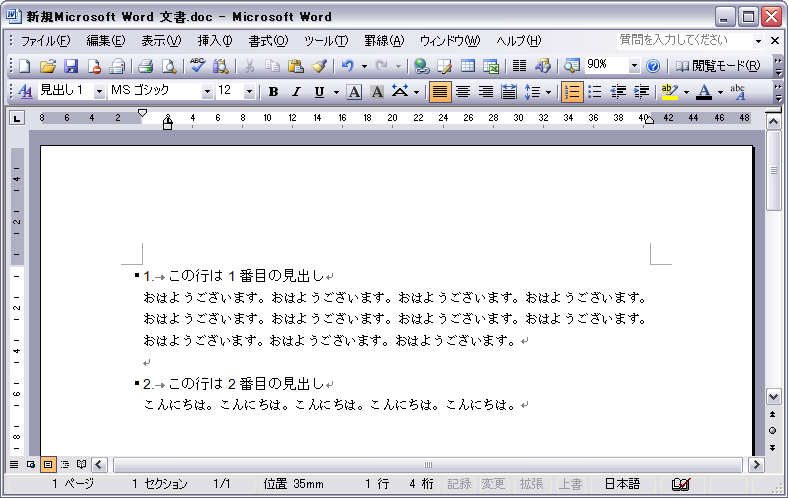 新規Microsoft Word 文書.doc - Microsoft Word
ファイル(F) 編集(E) 表示(V) 挿入(I) 書式(O) ツール(T) 罫線(A) ウィンドウ(W) ヘルプ(H) 質問を入力してください
90% 閲覧モード(R)
見出し 1 MS ゴシック 12 B I U A A A ab A abc
L 8 6 4 2 2 4 6 8 10 12 14 16 18 20 22 24 26 28 30 32 34 36 38 40 42 44 46 48
4
2
2
4
6
8
1. この行は 1 番目の見出し
おはようございます。おはようございます。おはようございます。おはようございます。
おはようございます。おはようございます。おはようございます。おはようございます。
おはようございます。おはようございます。おはようございます。
2. この行は 2 番目の見出し
こんにちは。こんにちは。こんにちは。こんにちは。こんにちは。
1 ページ 1 セクション 1/1 位置 35mm 1 行 4 桁 記録 変更 拡張 上書 日本語